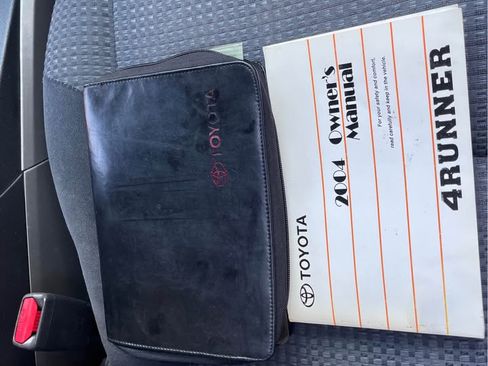 TOYOTA
TOYOTA
2004 Owner's
Manual
For your safety and comfort,
read carefully and keep in the vehicle.
4RUNNER